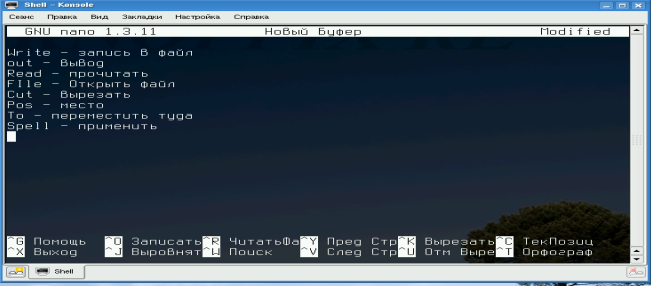 Shell - Konsole
Сеанс Правка Вид Закладки Настройка Справка
GNU nano 1.3.11 Новый Буфер Modified
Write - запись в файл
out - вывод
Read - прочитать
FIle - Открыть файл
Cut - Вырезать
Pos - место
To - переместить туда
Spell - применить
^G Помощь ^O Записать ^R ЧитатьФа ^Y Пред Стр ^K Вырезать ^C ТекПозиц
^X Выход ^J Выровнят ^W Поиск ^V След Стр ^U Отм Выре ^T Орфограф
Shell